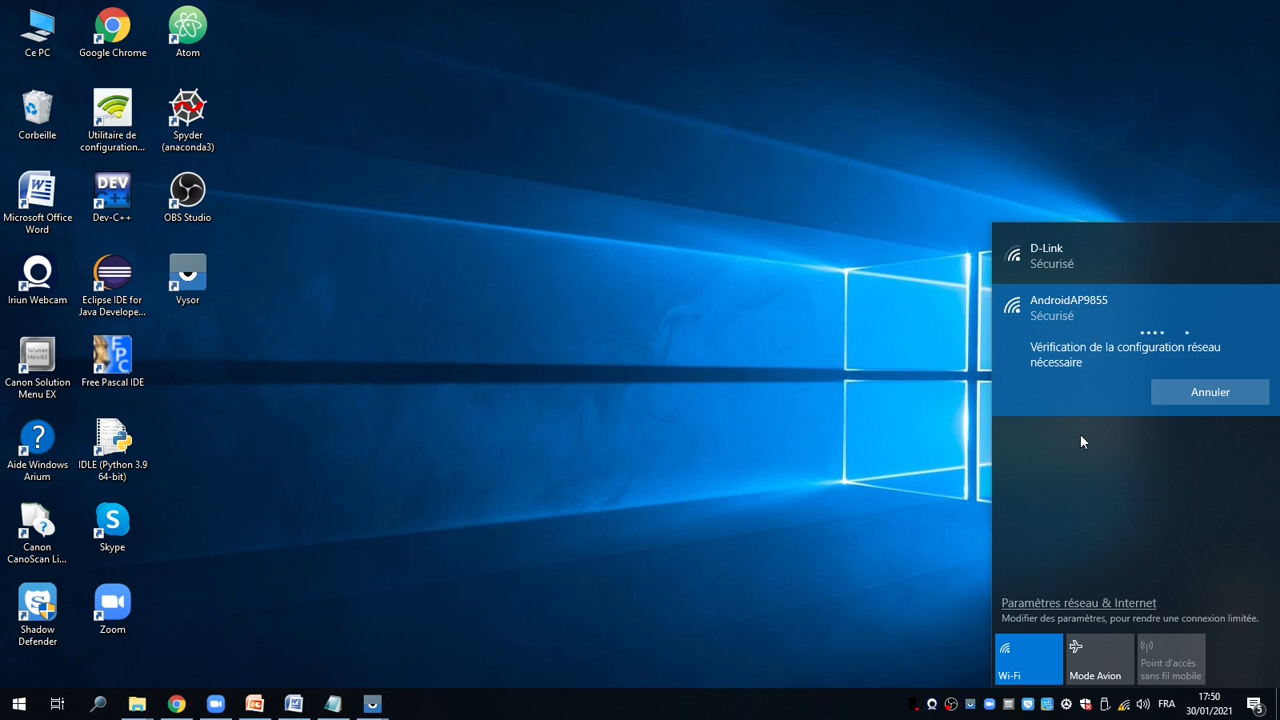 Ce PC
Google Chrome
Atom
Corbeille
Utilitaire de
configuration...
Spyder
(anaconda3)
Microsoft Office
Word
DEV
C++
Dev-C++
OBS Studio
Iriun Webcam
Eclipse IDE for
Java Develope...
Vysor
Canon Solution
Menu EX
Free Pascal IDE
Aide Windows
Arium
IDLE (Python 3.9
64-bit)
Canon
CanoScan Li...
Skype
Shadow
Defender
Zoom
D-Link
Sécurisé
AndroidAP9855
Sécurisé
Vérification de la configuration réseau
nécessaire
Annuler
Paramètres réseau & Internet
Modifier des paramètres, pour rendre une connexion limitée.
Wi-Fi
Mode Avion
Point d'accès
sans fil mobile
FRA
17:50
30/01/2021